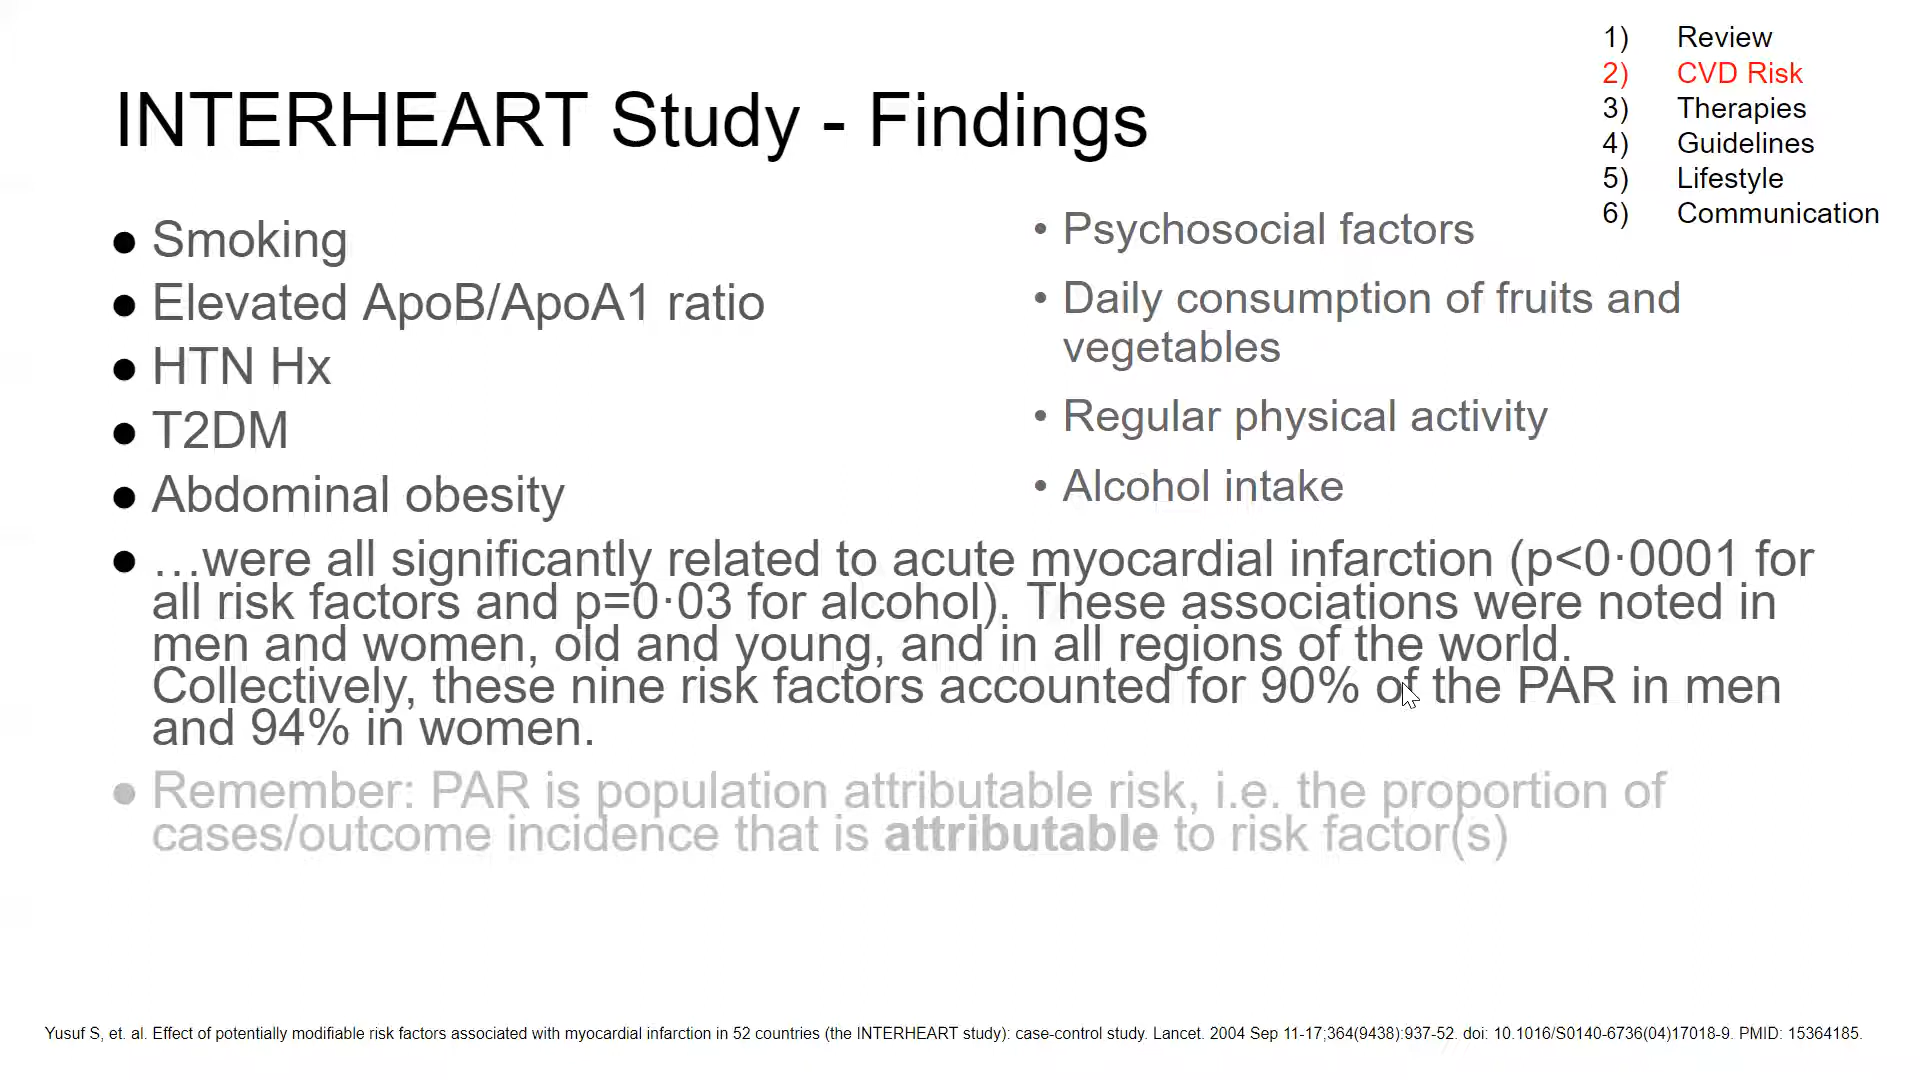 INTERHEART Study - Findings
1) Review
2) CVD Risk
3) Therapies
4) Guidelines
5) Lifestyle
6) Communication
● Smoking
● Elevated ApoB/ApoA1 ratio
● HTN Hx
● T2DM
● Abdominal obesity
• Psychosocial factors
• Daily consumption of fruits and
vegetables
• Regular physical activity
• Alcohol intake
● …were all significantly related to acute myocardial infarction (p<0·0001 for
all risk factors and p=0·03 for alcohol). These associations were noted in
men and women, old and young, and in all regions of the world.
Collectively, these nine risk factors accounted for 90% of the PAR in men
and 94% in women.
● Remember: PAR is population attributable risk, i.e. the proportion of
cases/outcome incidence that is attributable to risk factor(s)
Yusuf S, et. al. Effect of potentially modifiable risk factors associated with myocardial infarction in 52 countries (the INTERHEART study): case-control study. Lancet. 2004 Sep 11-17;364(9438):937-52. doi: 10.1016/S0140-6736(04)17018-9. PMID: 15364185.